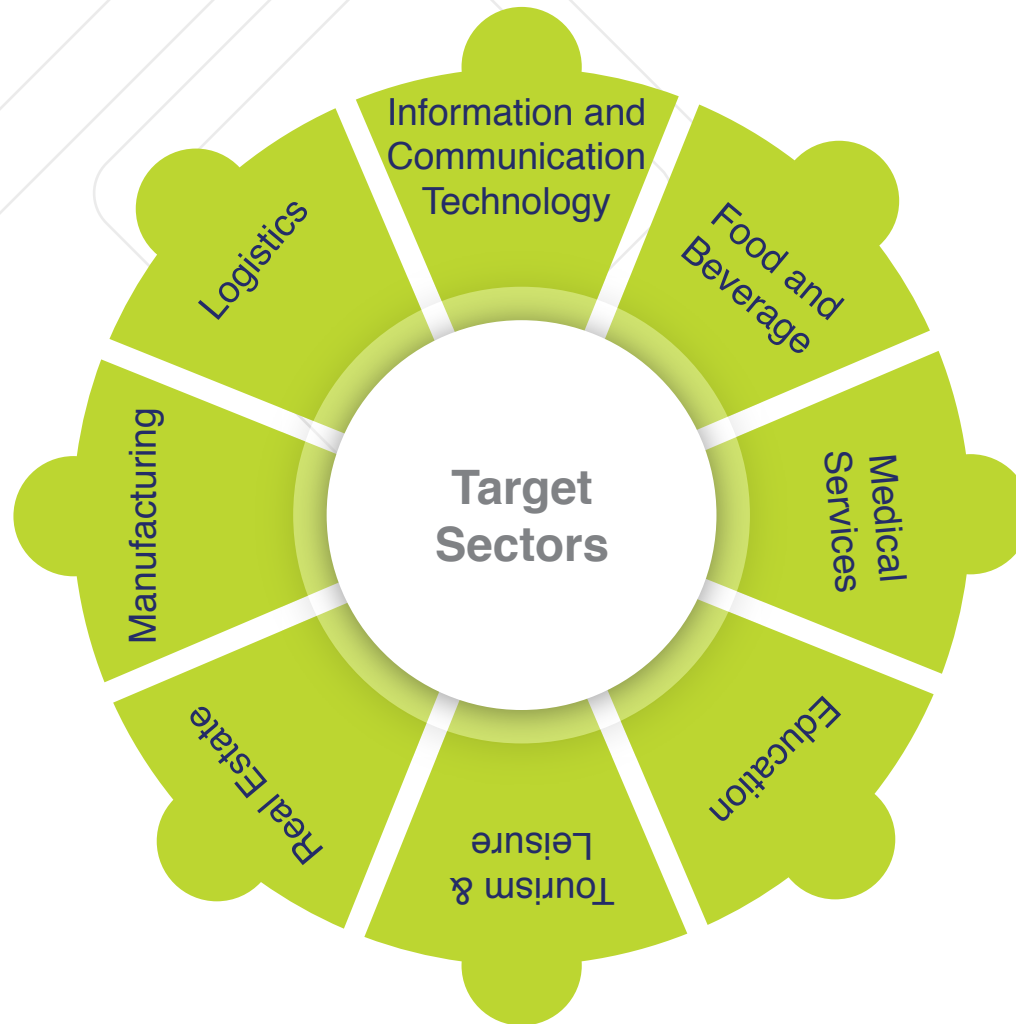 Target
Sectors
Information and
Communication
Technology
Food and
Beverage
Medical
Services
Education
Tourism &
Leisure
Real Estate
Manufacturing
Logistics